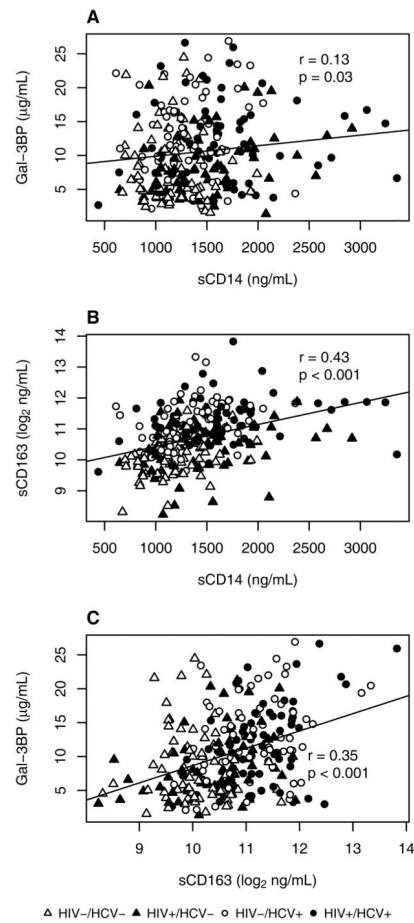 A
Gal−3BP (μg/mL)
25
20
15
10
5
r = 0.13
p = 0.03
500 1000 1500 2000 2500 3000
sCD14 (ng/mL)
B
sCD163 (log₂ ng/mL)
14
13
12
11
10
9
r = 0.43
p < 0.001
500 1000 1500 2000 2500 3000
sCD14 (ng/mL)
C
Gal−3BP (μg/mL)
25
20
15
10
5
r = 0.35
p < 0.001
9 10 11 12 13 14
sCD163 (log₂ ng/mL)
△ HIV−/HCV− ▲ HIV+/HCV− ○ HIV−/HCV+ ● HIV+/HCV+